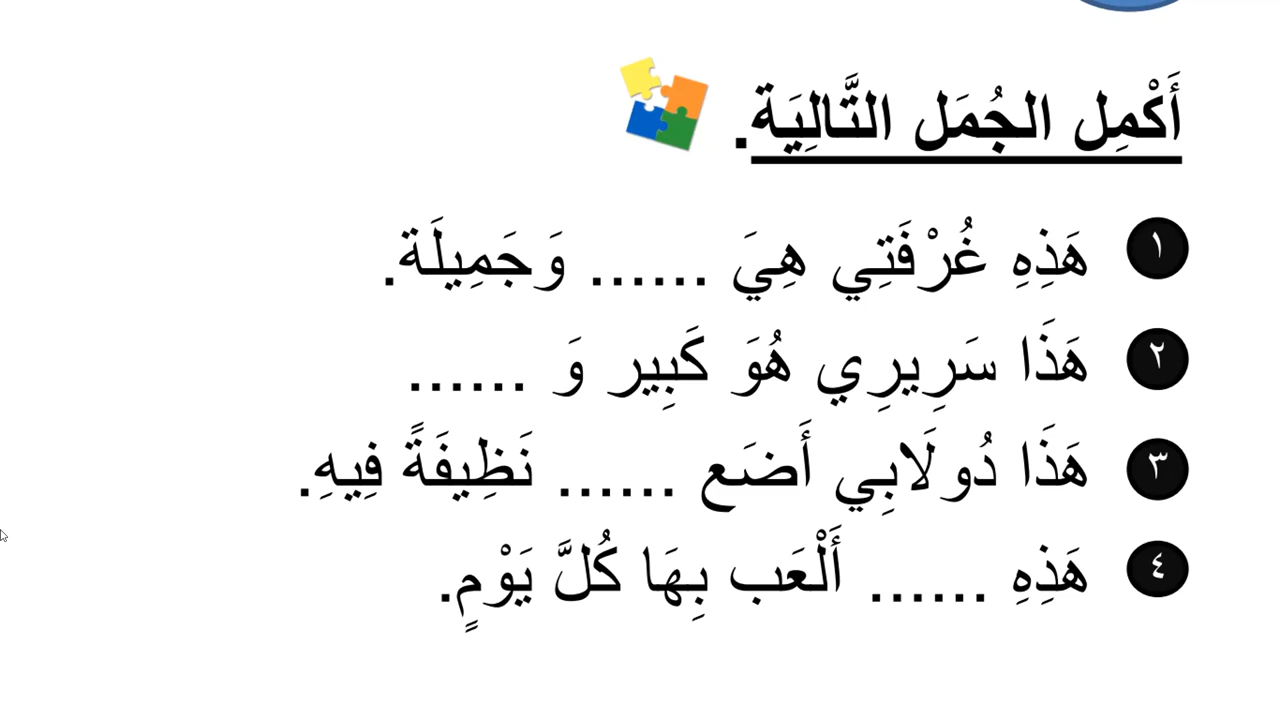 أَكْمِل الجُمَل التَّالِيَة.
١ هَذِهِ غُرْفَتِي هِيَ ...... وَجَمِيلَة.
٢ هَذَا سَرِيرِي هُوَ كَبِير وَ ......
٣ هَذَا دُولَابِي أَضَع ...... نَظِيفَةً فِيهِ.
٤ هَذِهِ ...... أَلْعَب بِهَا كُلَّ يَوْمٍ.